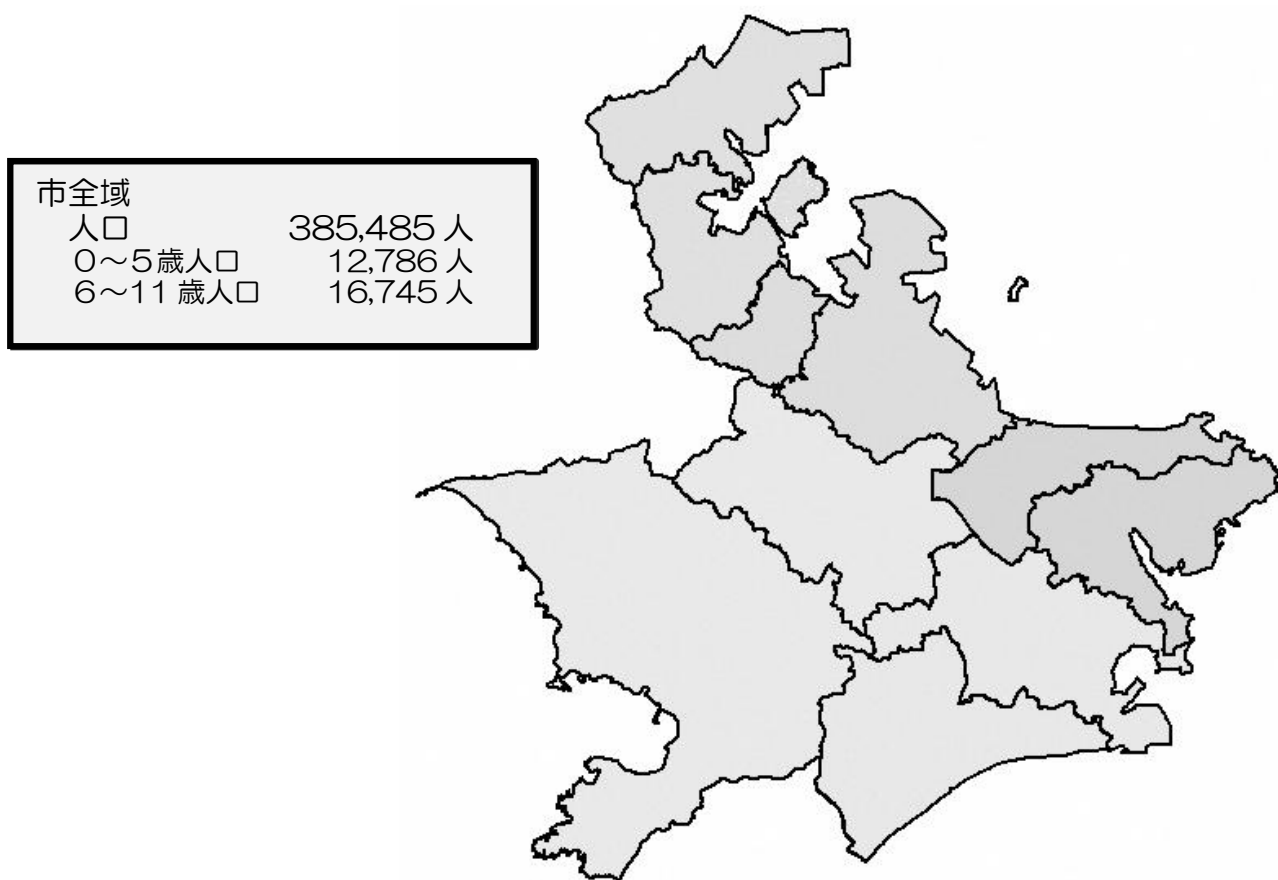 市全域
人口 385,485 人
0～5歳人口 12,786 人
6～11 歳人口 16,745 人